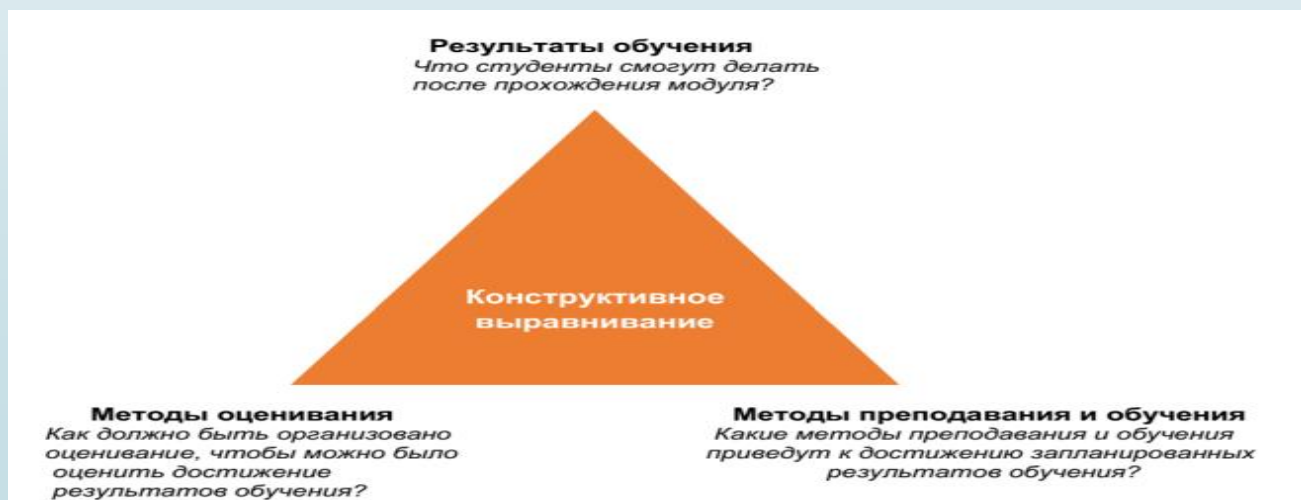 Результаты обучения
Что студенты смогут делать
после прохождения модуля?
Конструктивное
выравнивание
Методы оценивания
Как должно быть организовано
оценивание, чтобы можно было
оценить достижение
результатов обучения?
Методы преподавания и обучения
Какие методы преподавания и обучения
приведут к достижению запланированных
результатов обучения?